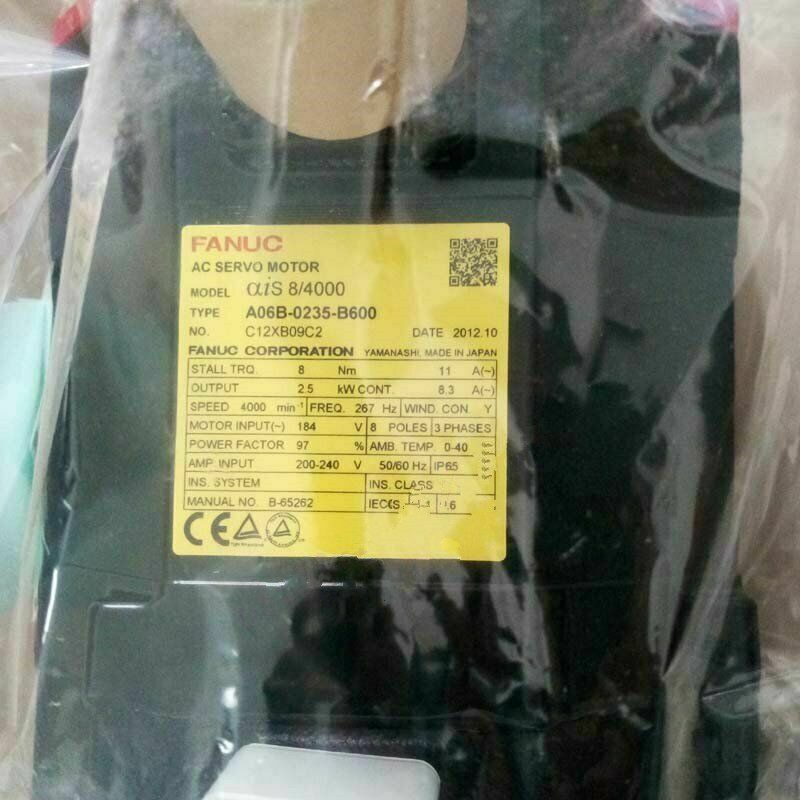 FANUC
AC SERVO MOTOR
MODEL αiS 8/4000
TYPE A06B-0235-B600
NO. C12XB09C2 DATE 2012.10
FANUC CORPORATION YAMANASHI, MADE IN JAPAN
STALL TRQ. 8 Nm 11 A(~)
OUTPUT 2.5 kW CONT. 8.3 A(~)
SPEED 4000 min⁻¹ FREQ. 267 Hz WIND. CON. Y
MOTOR INPUT(~) 184 V 8 POLES 3 PHASES
POWER FACTOR 97 % AMB. TEMP. 0-40
AMP. INPUT 200-240 V 50/60 Hz IP65
INS. SYSTEM INS. CLASS
MANUAL NO. B-65262
CE